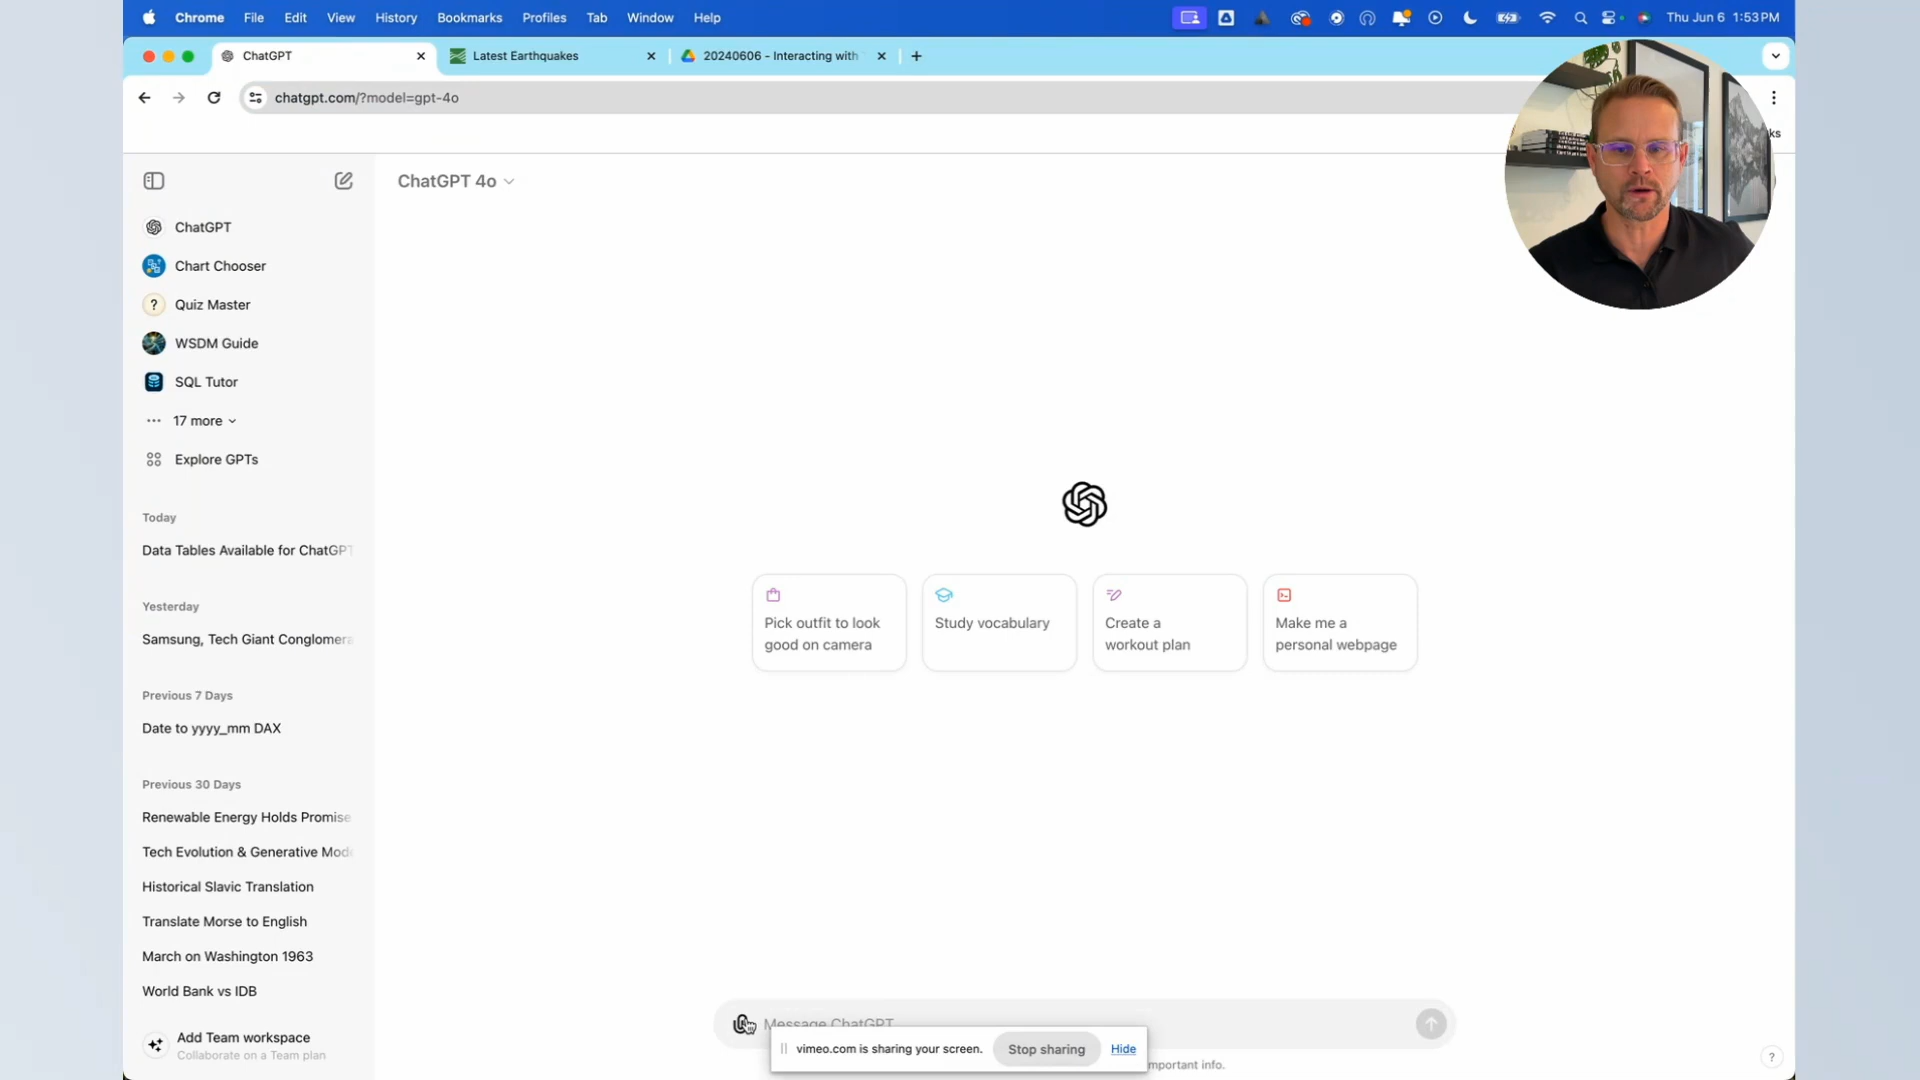 Chrome File Edit View History Bookmarks Profiles Tab Window Help Thu Jun 6 1:53 PM
ChatGPT Latest Earthquakes 20240606 - Interacting with
chatgpt.com/?model=gpt-4o
ChatGPT 4o
ChatGPT
Chart Chooser
? Quiz Master
WSDM Guide
SQL Tutor
17 more
Explore GPTs
Today
Data Tables Available for ChatGPT
Yesterday
Samsung, Tech Giant Conglomera
Previous 7 Days
Date to yyyy_mm DAX
Previous 30 Days
Renewable Energy Holds Promise
Tech Evolution & Generative Mod
Historical Slavic Translation
Translate Morse to English
March on Washington 1963
World Bank vs IDB
Add Team workspace
Collaborate on a Team plan
Pick outfit to look
good on camera
Study vocabulary
Create a
workout plan
Make me a
personal webpage
Message ChatGPT
vimeo.com is sharing your screen. Stop sharing Hide
important info.
?